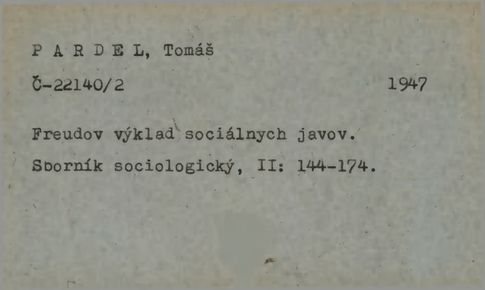 P A R D E L, Tomáš
Č-22140/2 1947
Freudov výklad sociálnych javov.
Sborník sociologický, II: 144-174.